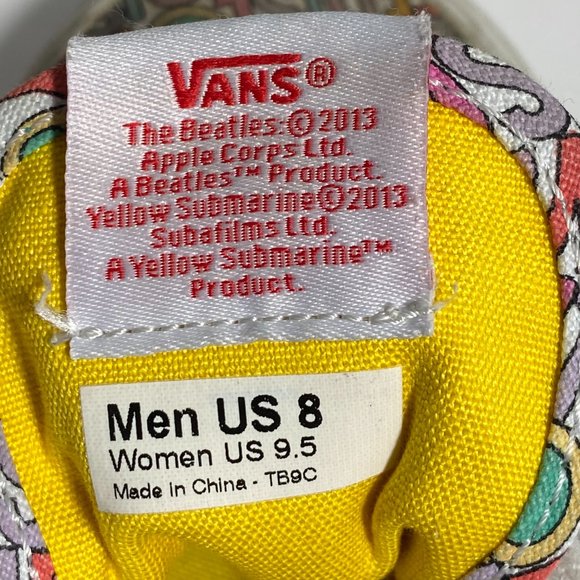 VANS®
The Beatles:©2013
Apple Corps Ltd.
A Beatles™ Product.
Yellow Submarine©2013
Subafilms Ltd.
A Yellow Submarine™
Product.
Men US 8
Women US 9.5
Made in China - TB9C